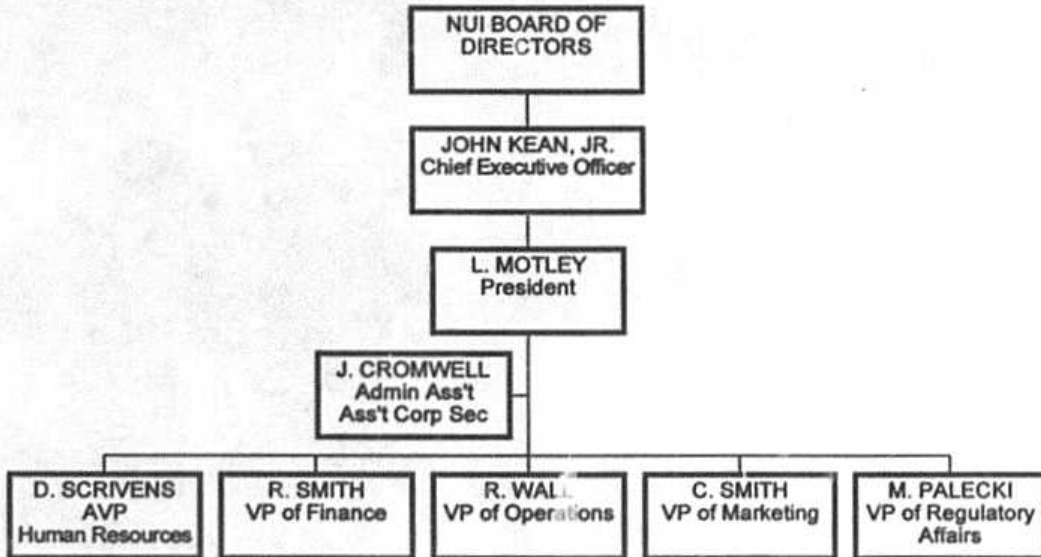 NUI BOARD OF
DIRECTORS
JOHN KEAN, JR.
Chief Executive Officer
L. MOTLEY
President
J. CROMWELL
Admin Ass't
Ass't Corp Sec
D. SCRIVENS
AVP
Human Resources
R. SMITH
VP of Finance
R.
VP of Operations
C. SMITH
VP of Marketing
M. PALECKI
VP of Regulatory
Affairs